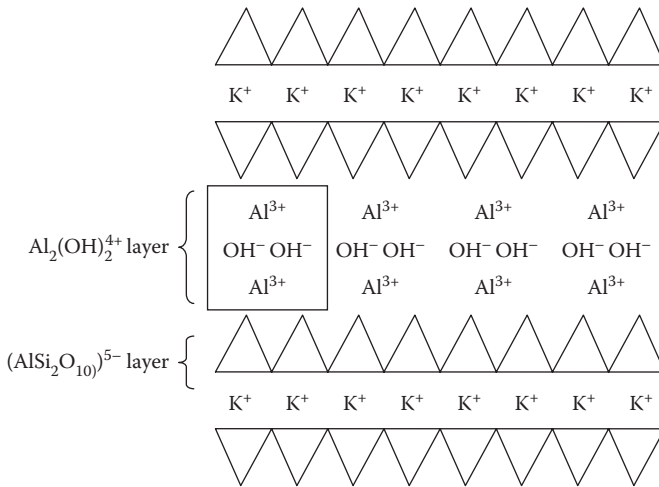 K⁺ K⁺ K⁺ K⁺ K⁺ K⁺ K⁺ K⁺
Al³⁺ Al³⁺ Al³⁺ Al³⁺
Al₂(OH)₂⁴⁺ layer OH⁻ OH⁻ OH⁻ OH⁻ OH⁻ OH⁻ OH⁻ OH⁻
Al³⁺ Al³⁺ Al³⁺ Al³⁺
(AlSi₂O₁₀₎)⁵⁻ layer
K⁺ K⁺ K⁺ K⁺ K⁺ K⁺ K⁺ K⁺